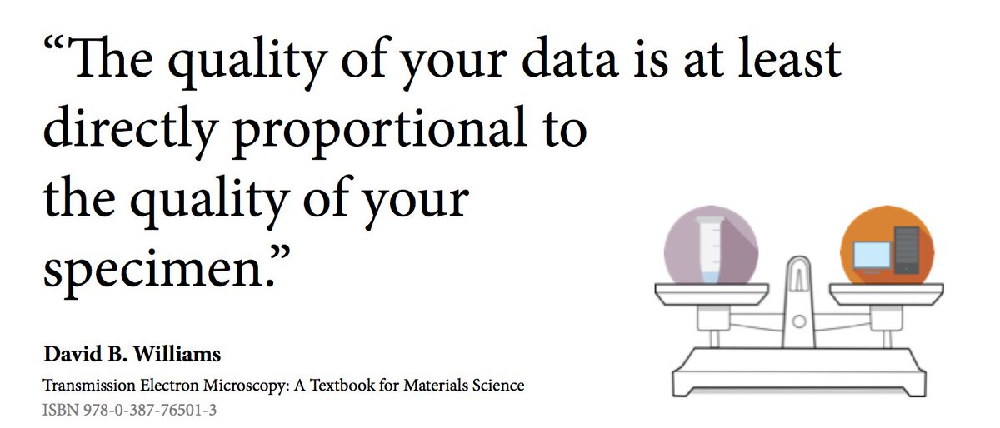 “The quality of your data is at least
directly proportional to
the quality of your
specimen.”
David B. Williams
Transmission Electron Microscopy: A Textbook for Materials Science
ISBN 978-0-387-76501-3